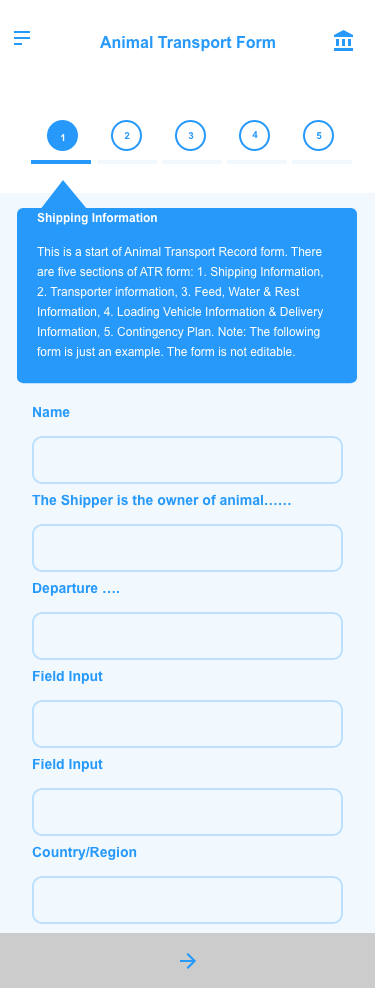 Animal Transport Form
1 2 3 4 5
Shipping Information
This is a start of Animal Transport Record form. There
are five sections of ATR form: 1. Shipping Information,
2. Transporter information, 3. Feed, Water & Rest
Information, 4. Loading Vehicle Information & Delivery
Information, 5. Contingency Plan. Note: The following
form is just an example. The form is not editable.
Name
The Shipper is the owner of animal……
Departure ….
Field Input
Field Input
Country/Region